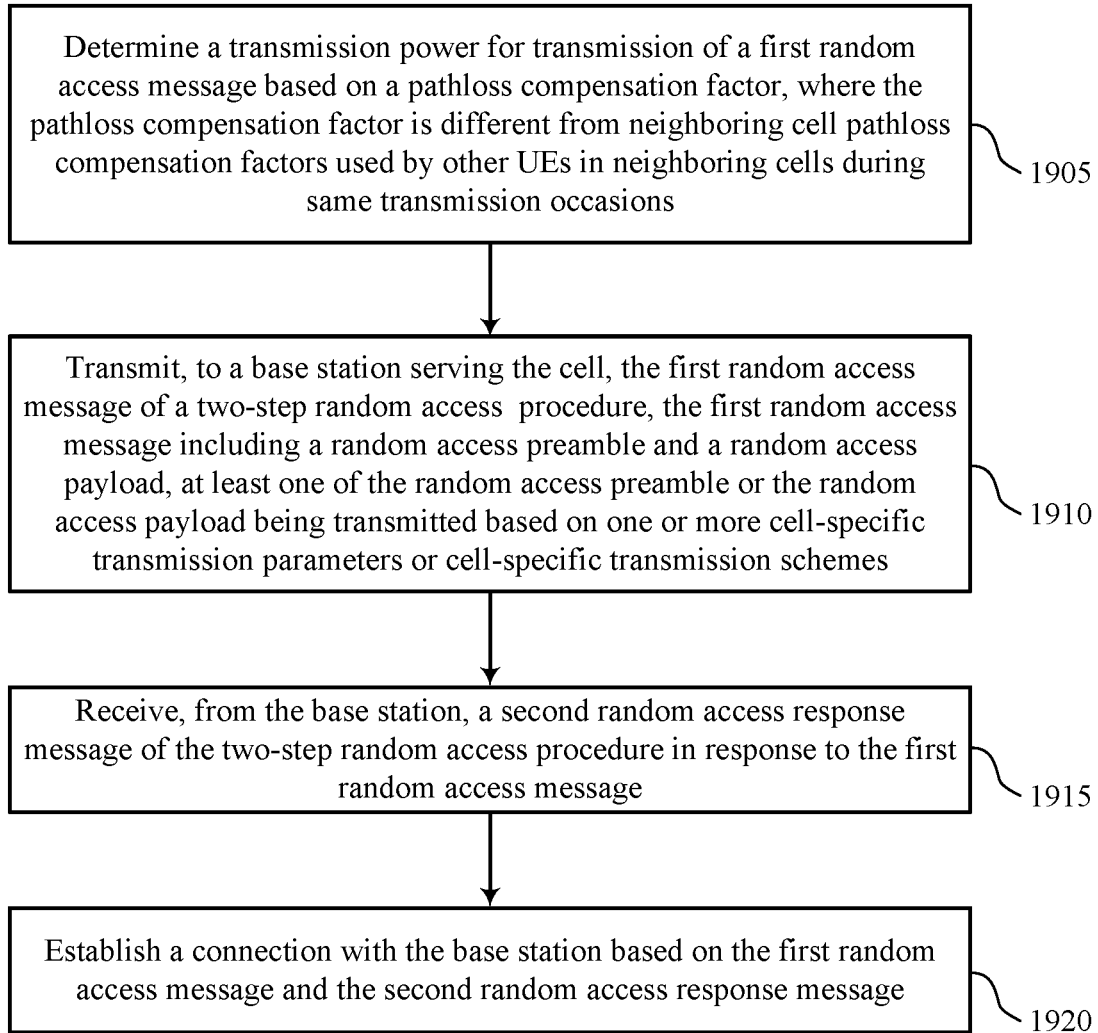 Determine a transmission power for transmission of a first random
access message based on a pathloss compensation factor, where the
pathloss compensation factor is different from neighboring cell pathloss
compensation factors used by other UEs in neighboring cells during
same transmission occasions
1905
Transmit, to a base station serving the cell, the first random access
message of a two-step random access procedure, the first random access
message including a random access preamble and a random access
payload, at least one of the random access preamble or the random
access payload being transmitted based on one or more cell-specific
transmission parameters or cell-specific transmission schemes
1910
Receive, from the base station, a second random access response
message of the two-step random access procedure in response to the first
random access message
1915
Establish a connection with the base station based on the first random
access message and the second random access response message
1920